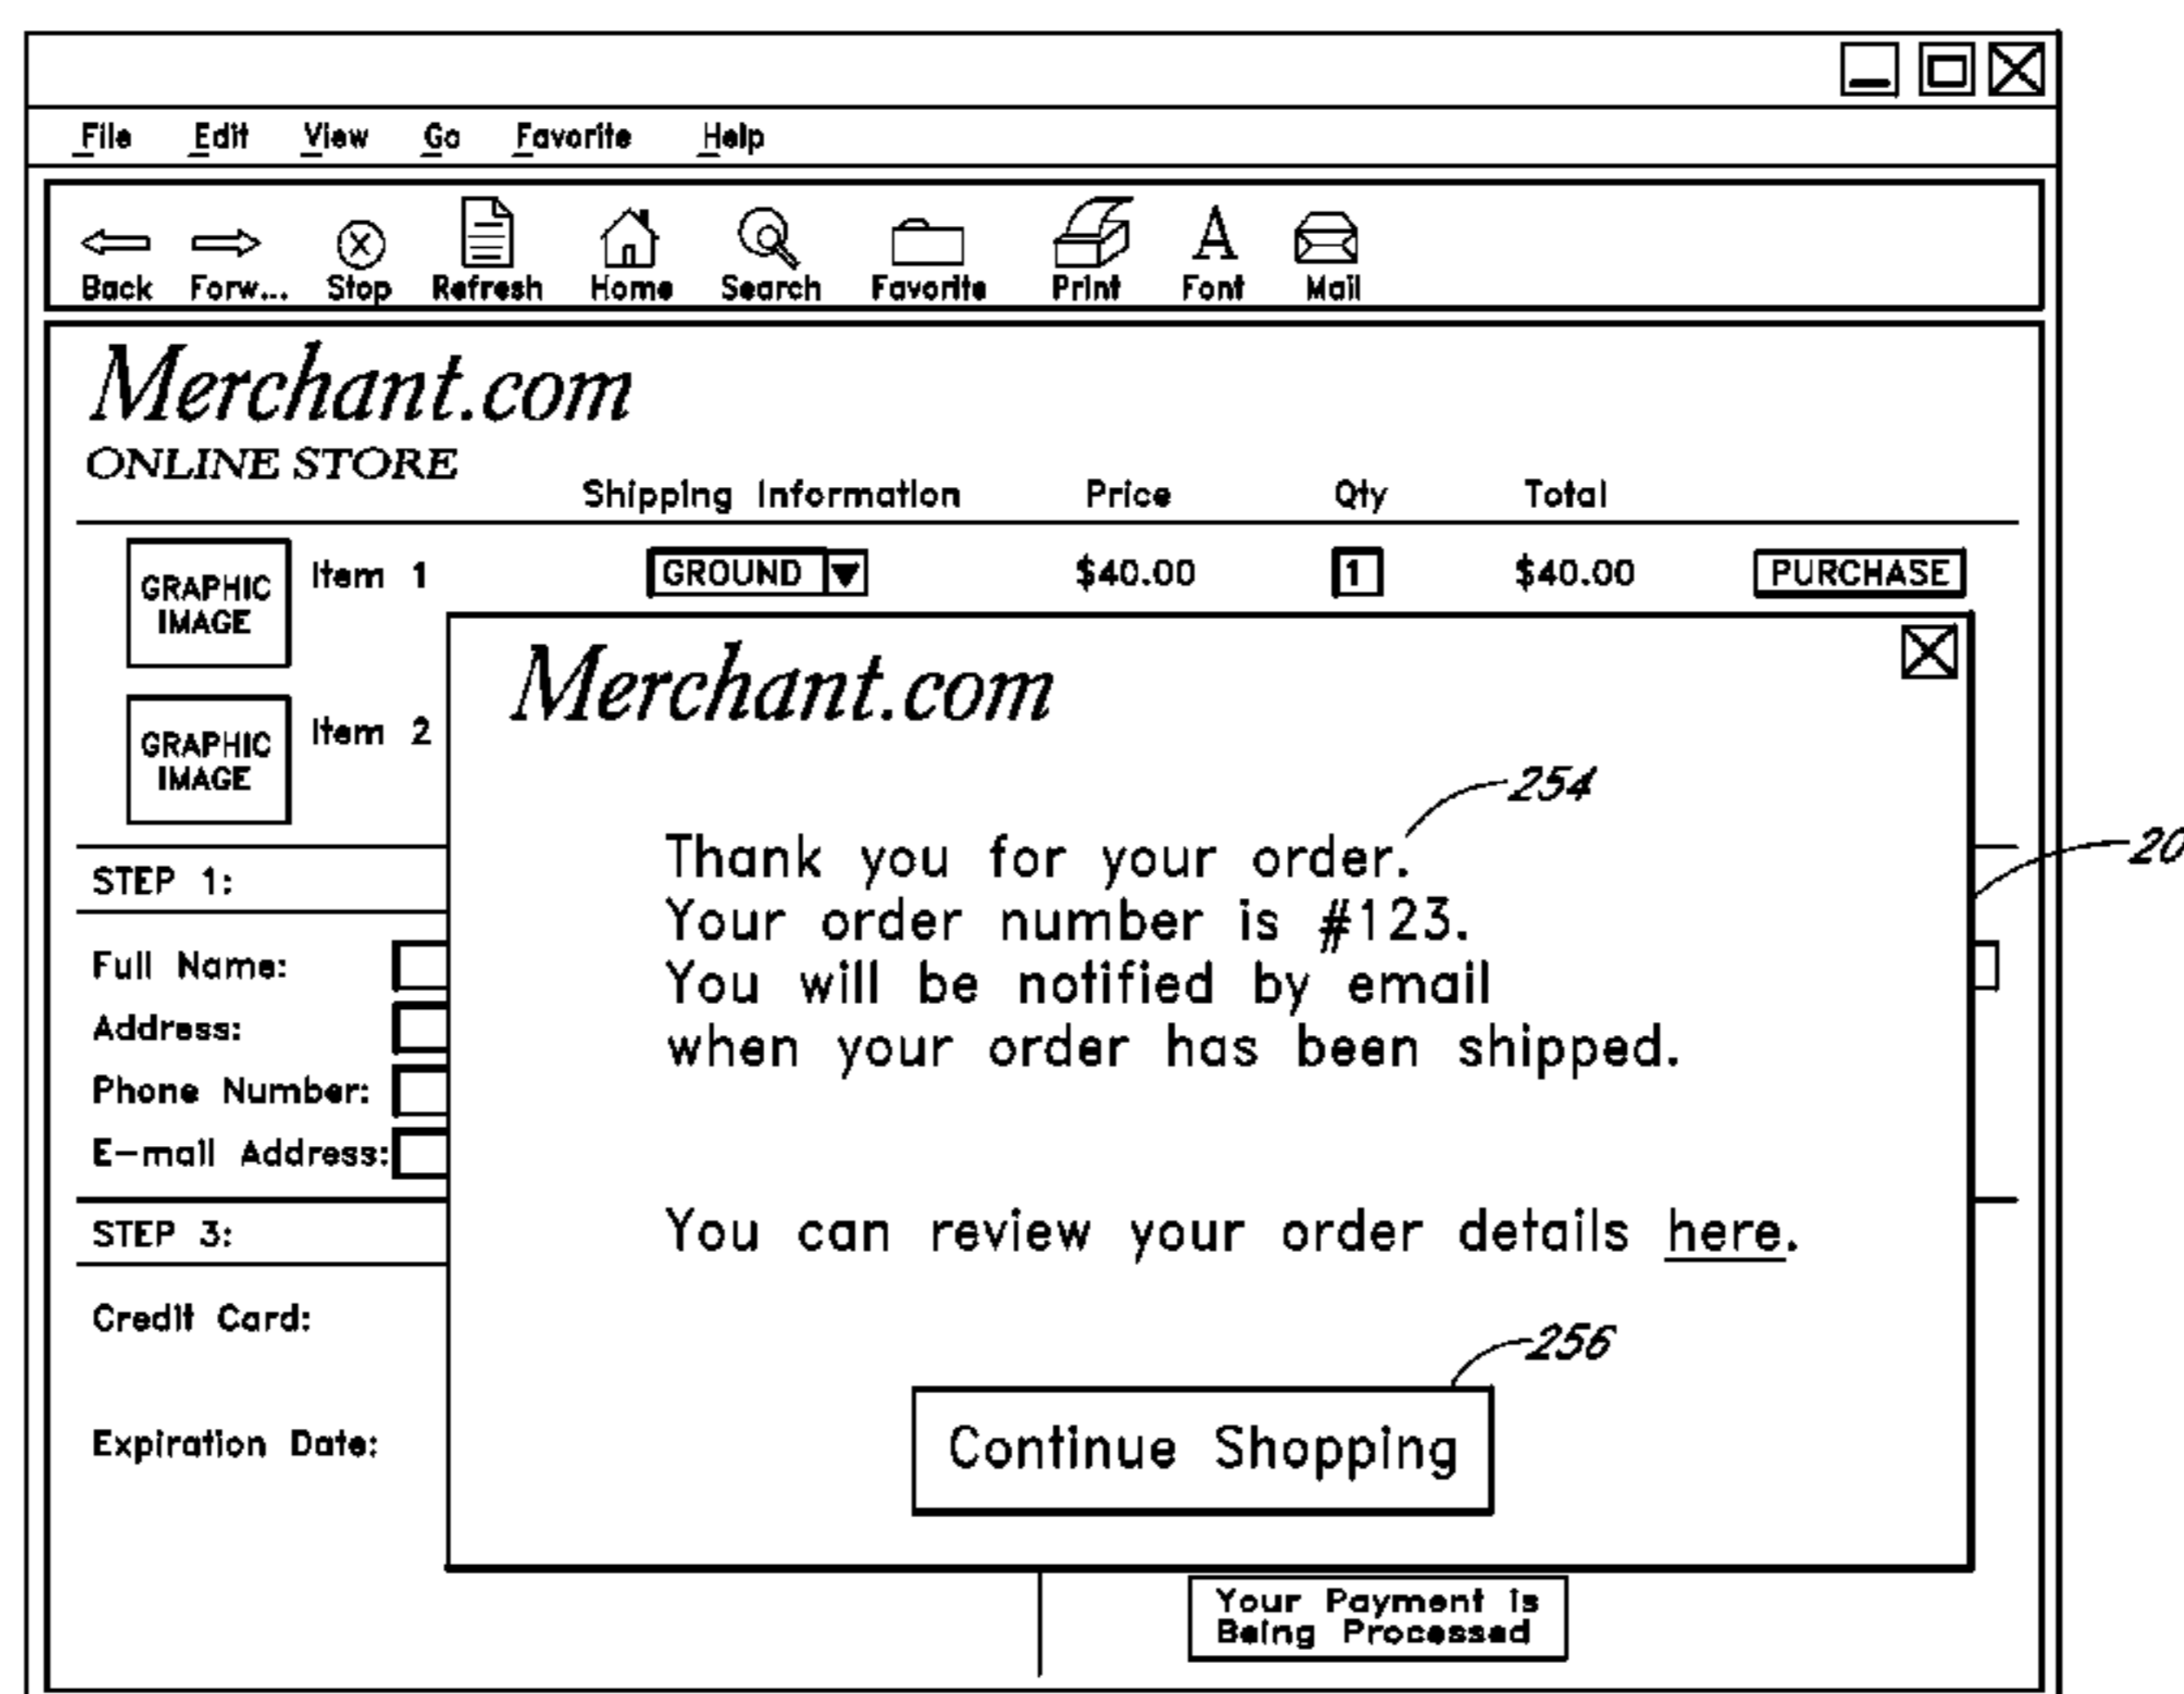 File Edit View Go Favorite Help
Back Forw... Stop Refresh Home Search Favorite Print Font Mail
Merchant.com
ONLINE STORE
Shipping Information Price Qty Total
GRAPHIC IMAGE Item 1 GROUND $40.00 1 $40.00 PURCHASE
Merchant.com
GRAPHIC IMAGE Item 2
254
Thank you for your order.
20
STEP 1:
Your order number is #123.
Full Name:
You will be notified by email
Address:
when your order has been shipped.
Phone Number:
E-mail Address:
STEP 3:
You can review your order details here.
Credit Card:
256
Expiration Date:
Continue Shopping
Your Payment is
Being Processed